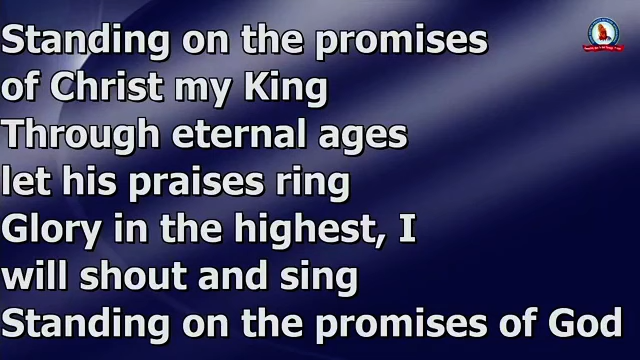 Standing on the promises
of Christ my King
Through eternal ages
let his praises ring
Glory in the highest, I
will shout and sing
Standing on the promises of God